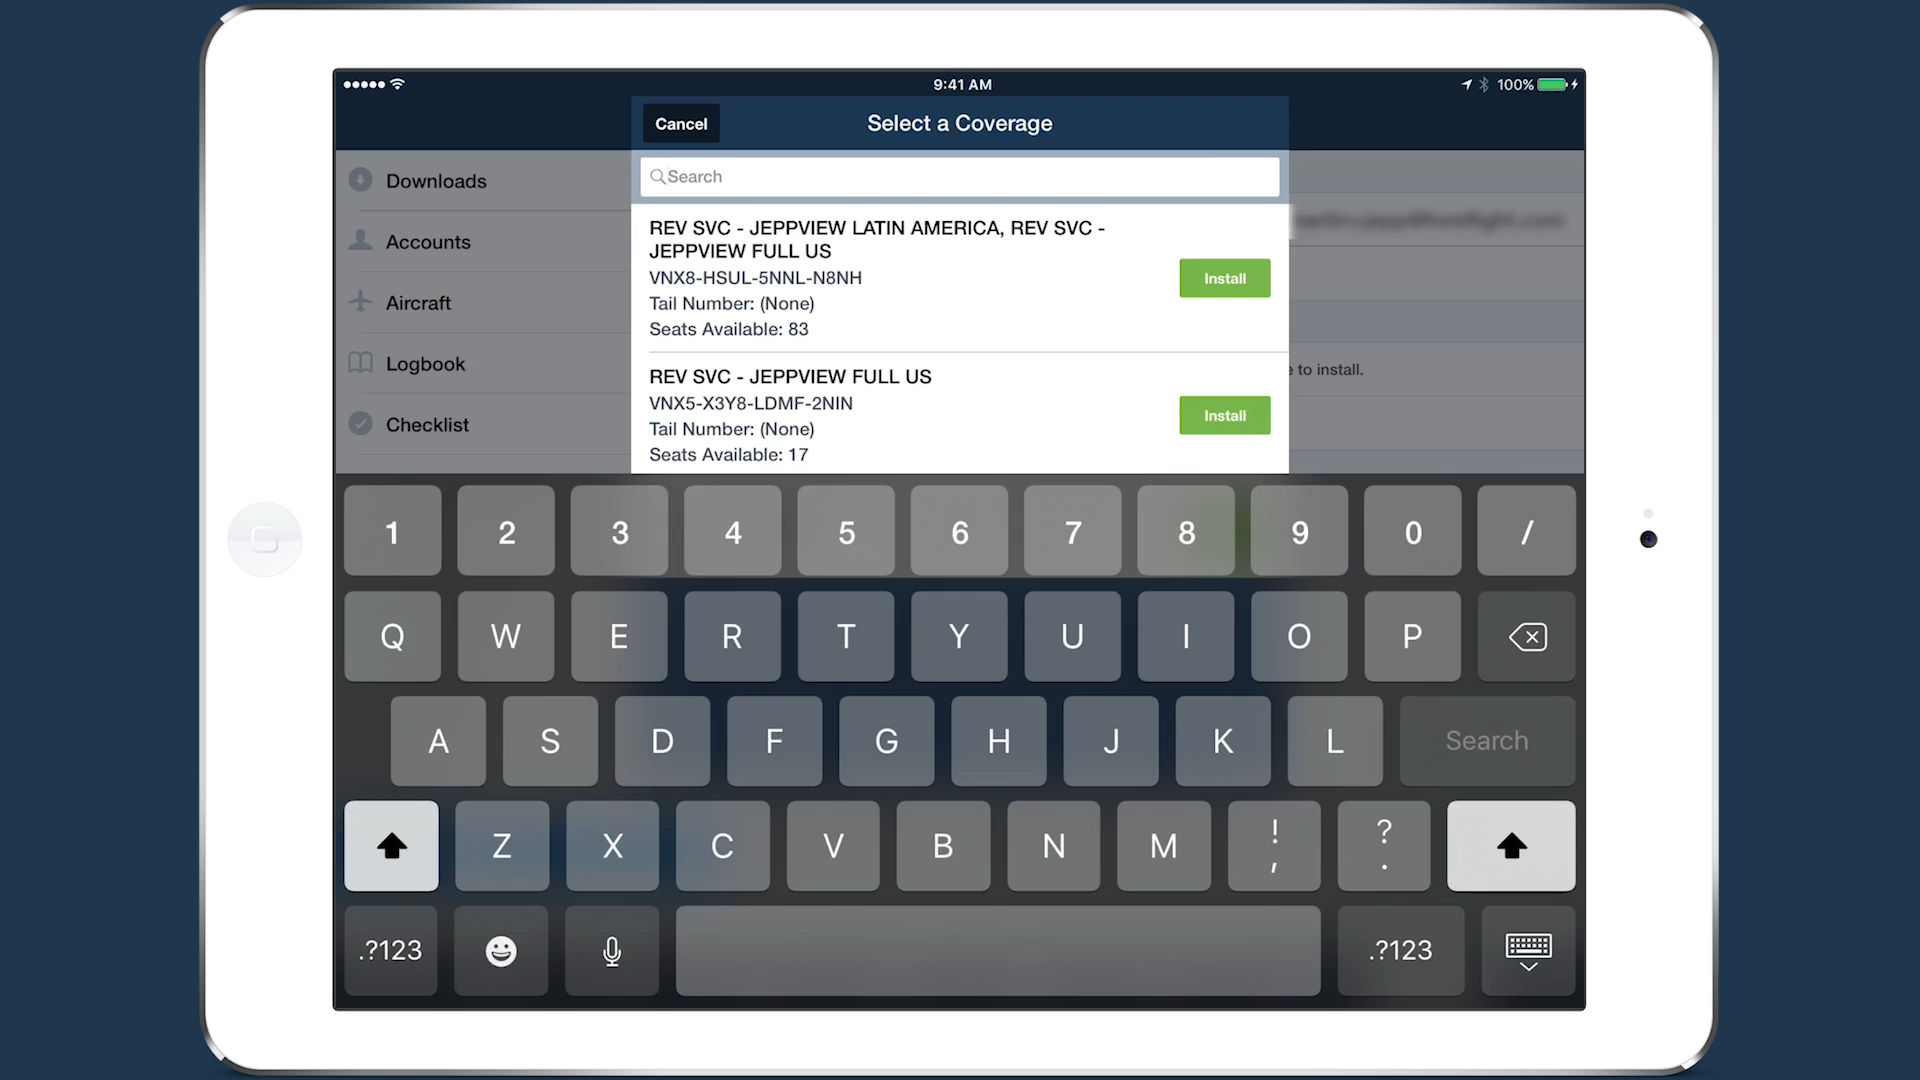 9:41 AM
100%
Cancel
Select a Coverage
Search
Downloads
Accounts
Aircraft
Logbook
Checklist
REV SVC - JEPPVIEW LATIN AMERICA, REV SVC -
JEPPVIEW FULL US
VNX8-HSUL-5NNL-N8NH
Tail Number: (None)
Seats Available: 83
Install
REV SVC - JEPPVIEW FULL US
VNX5-X3Y8-LDMF-2NIN
Tail Number: (None)
Seats Available: 17
Install
to install.
1 2 3 4 5 6 7 8 9 0 /
Q W E R T Y U I O P
A S D F G H J K L Search
Z X C V B N M ! , ? .
.?123 .?123